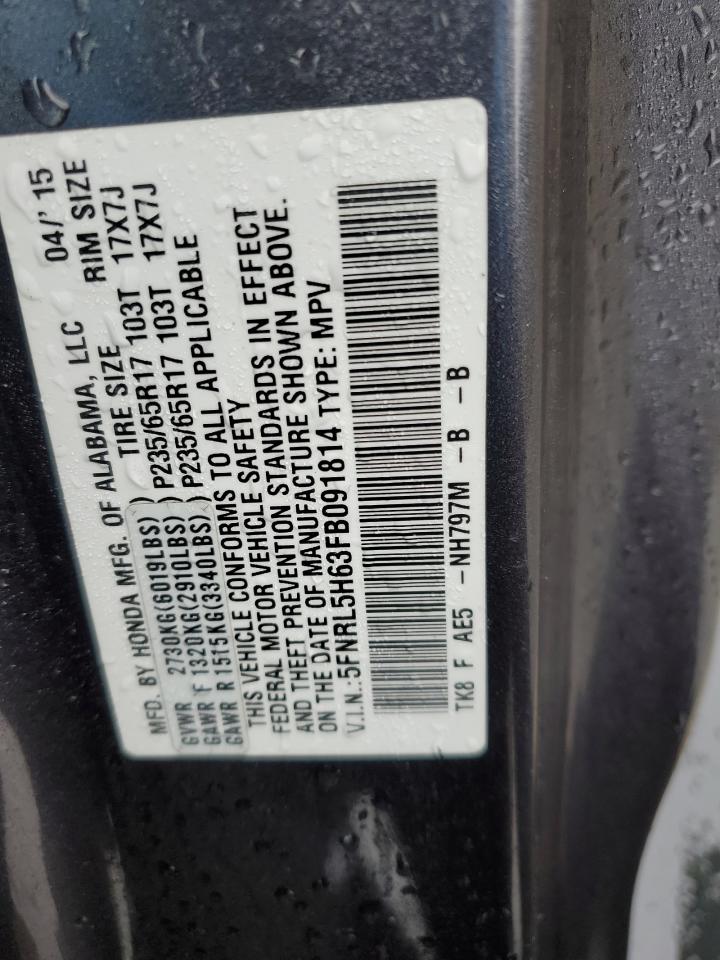 MFD. BY HONDA MFG. OF ALABAMA, LLC 04/'15
TIRE SIZE RIM SIZE
GVWR 2730KG(6019LBS)
GAWR F 1320KG(2910LBS) P235/65R17 103T 17X7J
GAWR R 1515KG(3340LBS) P235/65R17 103T 17X7J
THIS VEHICLE CONFORMS TO ALL APPLICABLE
FEDERAL MOTOR VEHICLE SAFETY
AND THEFT PREVENTION STANDARDS IN EFFECT
ON THE DATE OF MANUFACTURE SHOWN ABOVE.
V.I.N.:5FNRL5H63FB091814 TYPE: MPV
TK8 F AE5 -NH797M -B -B